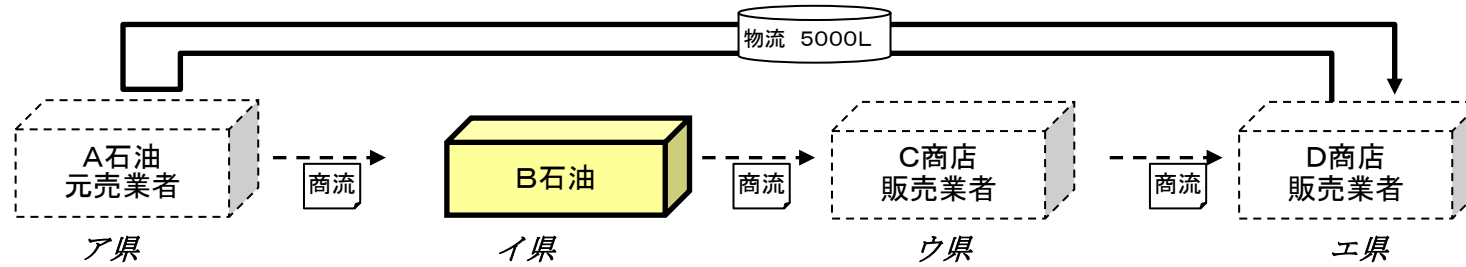 物流 5000L
A石油
元売業者
商流
B石油
商流
C商店
販売業者
商流
D商店
販売業者
ア県
イ県
ウ県
エ県